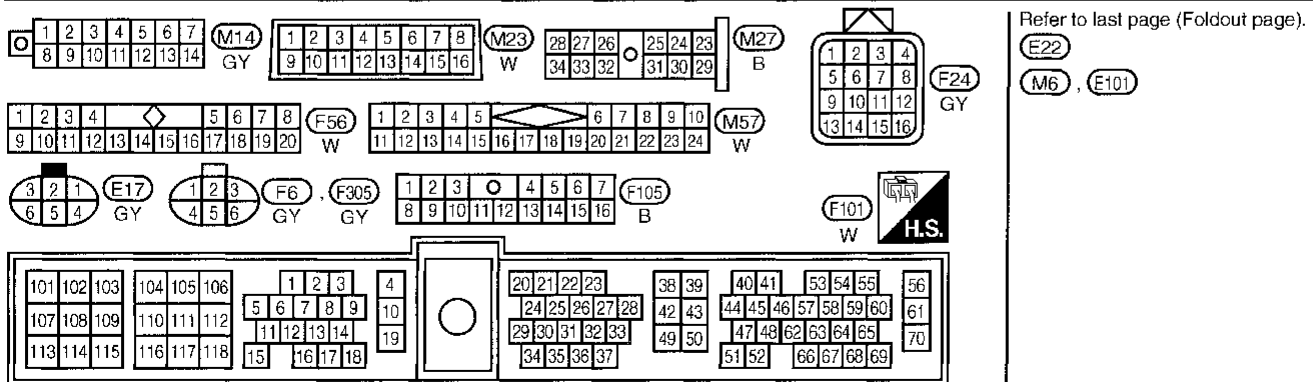 1 2 3 4 5 6 7
8 9 10 11 12 13 14
M14
GY
1 2 3 4 5 6 7 8
9 10 11 12 13 14 15 16
M23
W
28 27 26 25 24 23
34 33 32 31 30 29
M27
B
1 2 3 4
5 6 7 8
9 10 11 12
13 14 15 16
F24
GY
Refer to last page (Foldout page).
E22
M6 , E101
1 2 3 4 5 6 7 8
9 10 11 12 13 14 15 16 17 18 19 20
F56
W
1 2 3 4 5 6 7 8 9 10
11 12 13 14 15 16 17 18 19 20 21 22 23 24
M57
W
3 2 1
6 5 4
E17
GY
1 2 3
4 5 6
F6 , F305
GY GY
1 2 3 4 5 6 7
8 9 10 11 12 13 14 15 16
F105
B
F101
W
H.S.
101 102 103 104 105 106 1 2 3 4 20 21 22 23 38 39 40 41 53 54 55 56
5 6 7 8 9 10 24 25 26 27 28 42 43 44 45 46 57 58 59 60 61
107 108 109 110 111 112
11 12 13 14 19 29 30 31 32 33 49 50 47 48 62 63 64 65 70
113 114 115 116 117 118 15 16 17 18 34 35 36 37 51 52 66 67 68 69